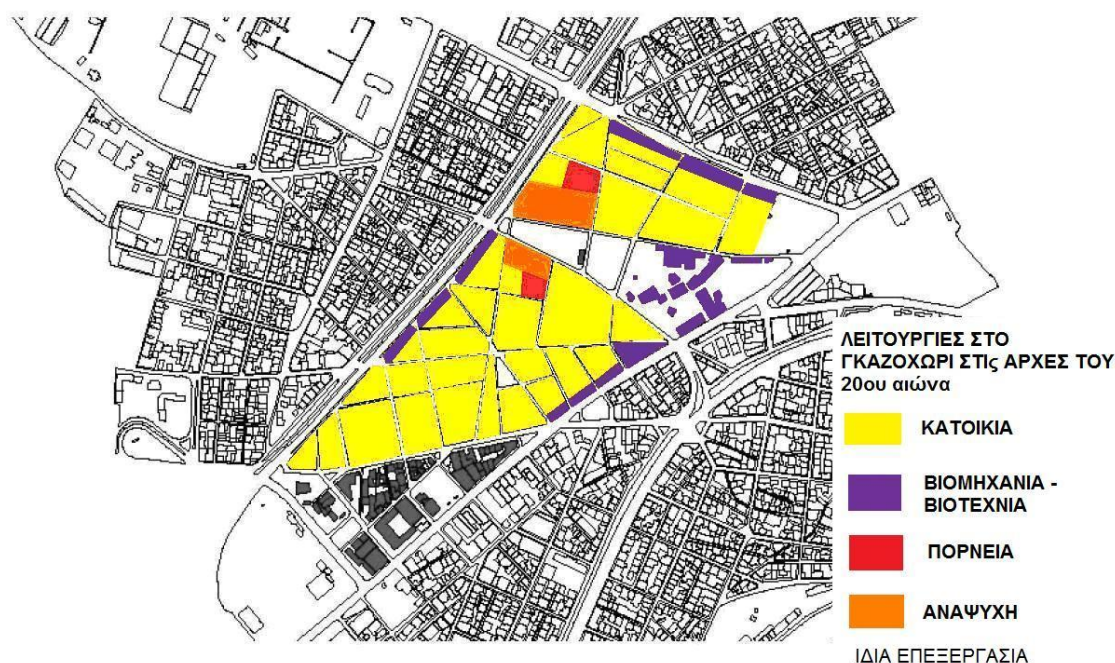 ΛΕΙΤΟΥΡΓΙΕΣ ΣΤΟ
ΓΚΑΖΟΧΩΡΙ ΣΤΙς ΑΡΧΕΣ ΤΟΥ
20ου αιώνα
ΚΑΤΟΙΚΙΑ
ΒΙΟΜΗΧΑΝΙΑ -
ΒΙΟΤΕΧΝΙΑ
ΠΟΡΝΕΙΑ
ΑΝΑΨΥΧΗ
ΙΔΙΑ ΕΠΕΞΕΡΓΑΣΙΑ